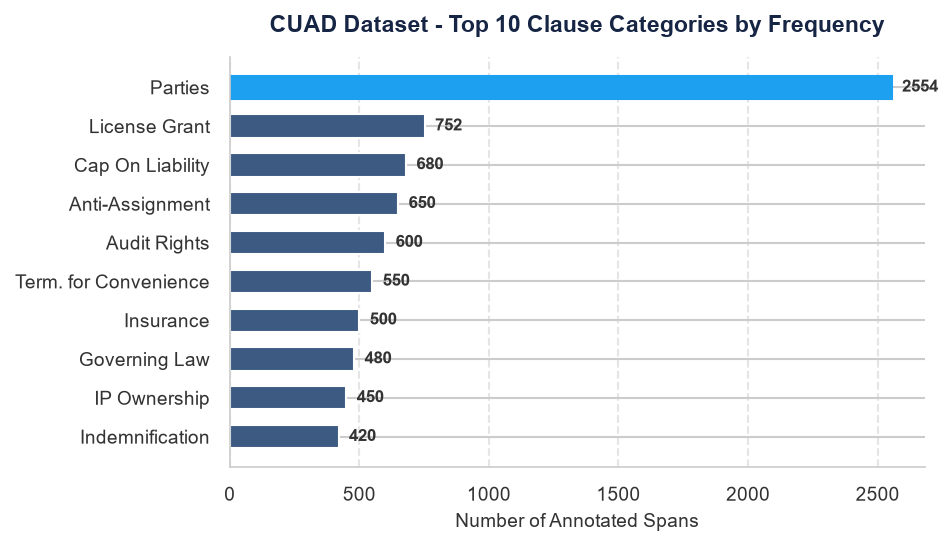 CUAD Dataset - Top 10 Clause Categories by Frequency
Parties 2554
License Grant 752
Cap On Liability 680
Anti-Assignment 650
Audit Rights 600
Term. for Convenience 550
Insurance 500
Governing Law 480
IP Ownership 450
Indemnification 420
0 500 1000 1500 2000 2500
Number of Annotated Spans